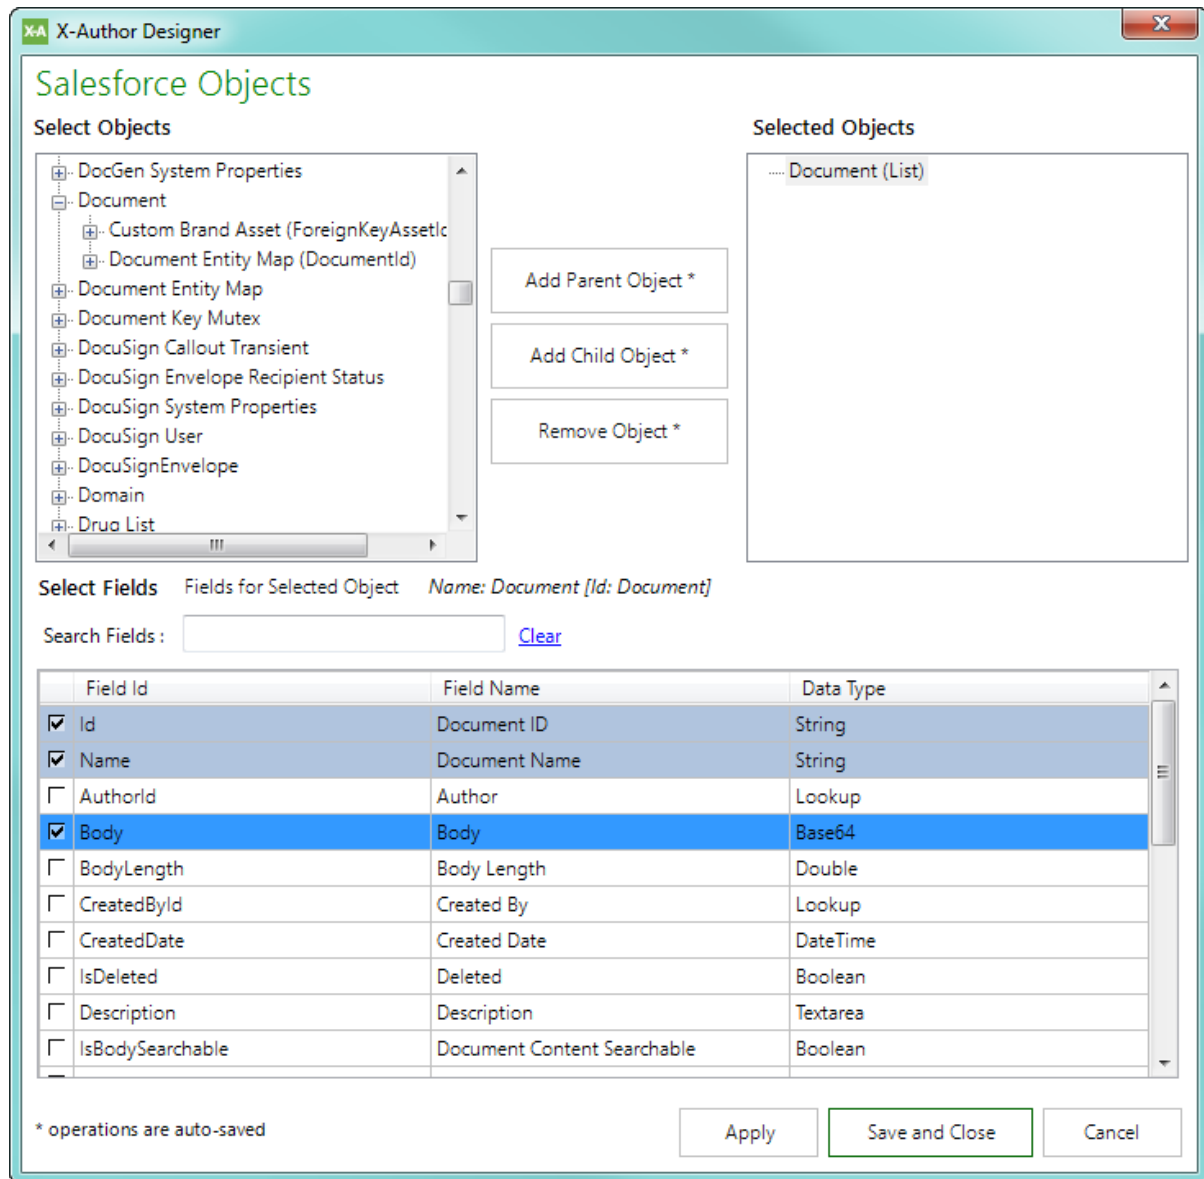 X-A X-Author Designer
Salesforce Objects
Select Objects
Selected Objects
DocGen System Properties
Document
Custom Brand Asset (ForeignKeyAssetId
Document Entity Map (DocumentId)
Document Entity Map
Document Key Mutex
DocuSign Callout Transient
DocuSign Envelope Recipient Status
DocuSign System Properties
DocuSign User
DocuSignEnvelope
Domain
Drug List
Add Parent Object *
Add Child Object *
Remove Object *
Document (List)
Select Fields Fields for Selected Object Name: Document [Id: Document]
Search Fields : Clear
Field Id Field Name Data Type
Id Document ID String
Name Document Name String
AuthorId Author Lookup
Body Body Base64
BodyLength Body Length Double
CreatedById Created By Lookup
CreatedDate Created Date DateTime
IsDeleted Deleted Boolean
Description Description Textarea
IsBodySearchable Document Content Searchable Boolean
* operations are auto-saved
Apply Save and Close Cancel